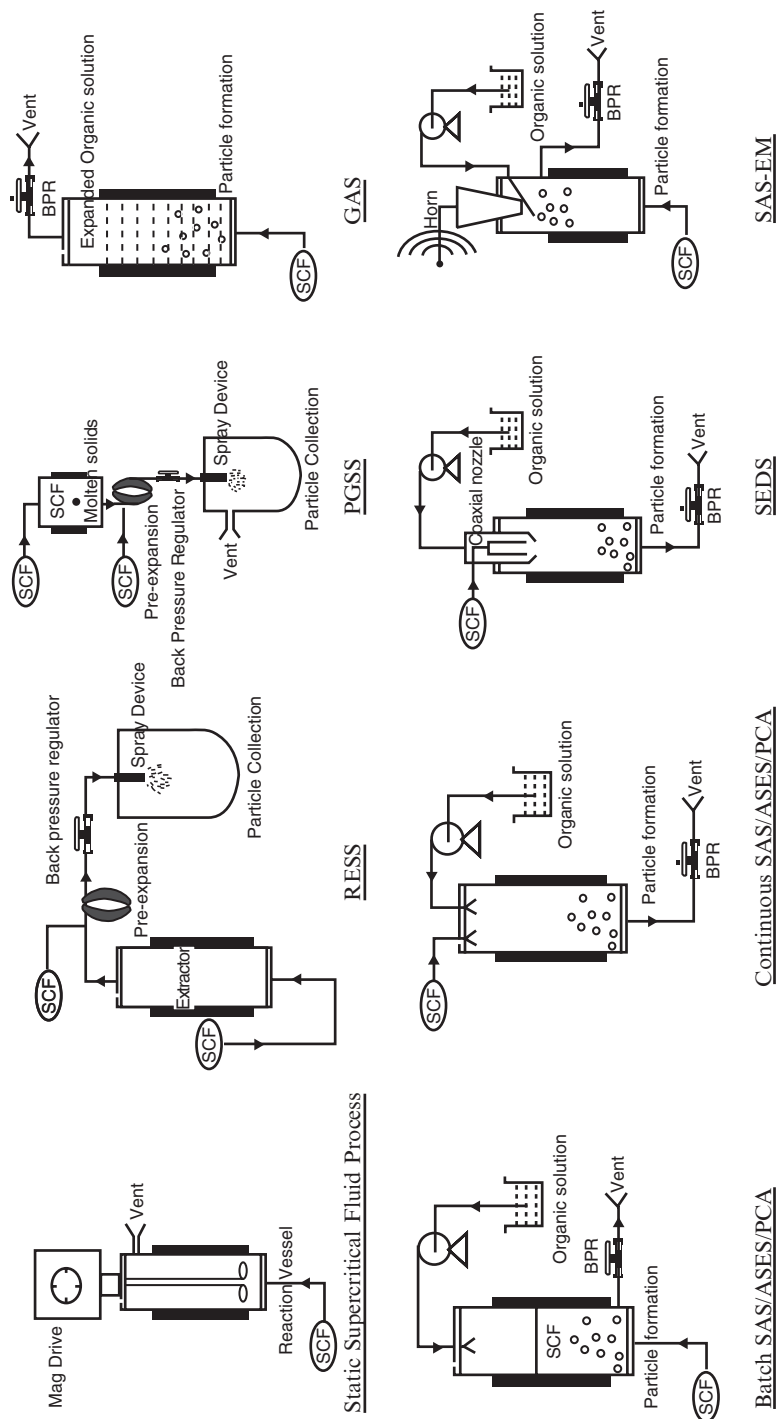 Mag Drive
Vent
Reaction Vessel
SCF
Static Supercritical Fluid Process
SCF
Extractor
SCF
Pre-expansion
Back pressure regulator
Spray Device
Particle Collection
RESS
SCF
SCF
SCF
Molten solids
Pre-expansion
Back Pressure Regulator
Vent
Spray Device
Particle Collection
PGSS
BPR
Vent
Expanded Organic solution
Particle formation
SCF
GAS
SCF
Organic solution
BPR
Vent
Particle formation
SCF
Batch SAS/ASES/PCA
SCF
Organic solution
Particle formation
BPR
Vent
Continuous SAS/ASES/PCA
SCF
Coaxial nozzle
Organic solution
Particle formation
BPR
Vent
SEDS
Horn
Organic solution
BPR
Vent
Particle formation
SCF
SAS-EM